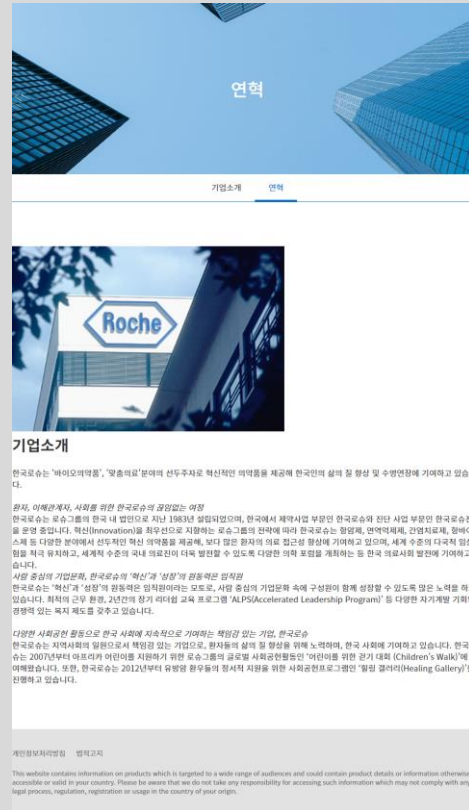 연혁
기업소개 연혁
Roche
기업소개
한국로슈는 '바이오의약품', '맞춤의료'분야의 선두주자로 혁신적인 의약품을 제공해 한국인의 삶의 질 향상 및 수명연장에 기여하고 있습
다.
환자, 이해관계자, 사회를 위한 한국로슈의 끊임없는 여정
한국로슈는 로슈그룹의 한국 내 법인으로 지난 1983년 설립되었으며, 한국에서 제약사업 부문인 한국로슈와 진단 사업 부문인 한국로슈진
을 운영 중입니다. 혁신(Innovation)을 최우선으로 지향하는 로슈그룹의 전략에 따라 한국로슈는 항암제, 면역억제제, 간염치료제, 항바이
스제 등 다양한 분야에서 선두적인 혁신 의약품을 제공해, 보다 많은 환자의 의료 접근성 향상에 기여하고 있으며, 세계 수준의 다국적 임상
험을 적극 유치하고, 세계적 수준의 국내 의료진이 더욱 발전할 수 있도록 다양한 의학 포럼을 개최하는 등 한국 의료사회 발전에 기여하고
습니다.
사람 중심의 기업문화, 한국로슈의 '혁신'과 '성장'의 원동력은 임직원
한국로슈는 '혁신'과 '성장'의 원동력은 임직원이라는 모토로, 사람 중심의 기업문화 속에 구성원이 함께 성장할 수 있도록 많은 노력을 하
있습니다. 최적의 근무 환경, 2년간의 장기 리더쉽 교육 프로그램 'ALPS(Accelerated Leadership Program)' 등 다양한 자기계발 기회
경쟁력 있는 복지 제도를 갖추고 있습니다.
다양한 사회공헌 활동으로 한국 사회에 지속적으로 기여하는 책임감 있는 기업, 한국로슈
한국로슈는 지역사회의 일원으로서 책임감 있는 기업으로, 환자들의 삶의 질 향상을 위해 노력하며, 한국 사회에 기여하고 있습니다. 한국
슈는 2007년부터 아프리카 어린이를 지원하기 위한 로슈그룹의 글로벌 사회공헌활동인 '어린이를 위한 걷기 대회 (Children's Walk)'에
여해왔습니다. 또한, 한국로슈는 2012년부터 유방암 환우들의 정서적 지원을 위한 사회공헌프로그램인 '힐링 갤러리(Healing Gallery)'를
진행하고 있습니다.
개인정보처리방침 법적고지
This website contains information on products which is targeted to a wide range of audiences and could contain product details or information otherwise
accessible or valid in your country. Please be aware that we do not take any responsibility for accessing such information which may not comply with any
legal process, regulation, registration or usage in the country of your origin.